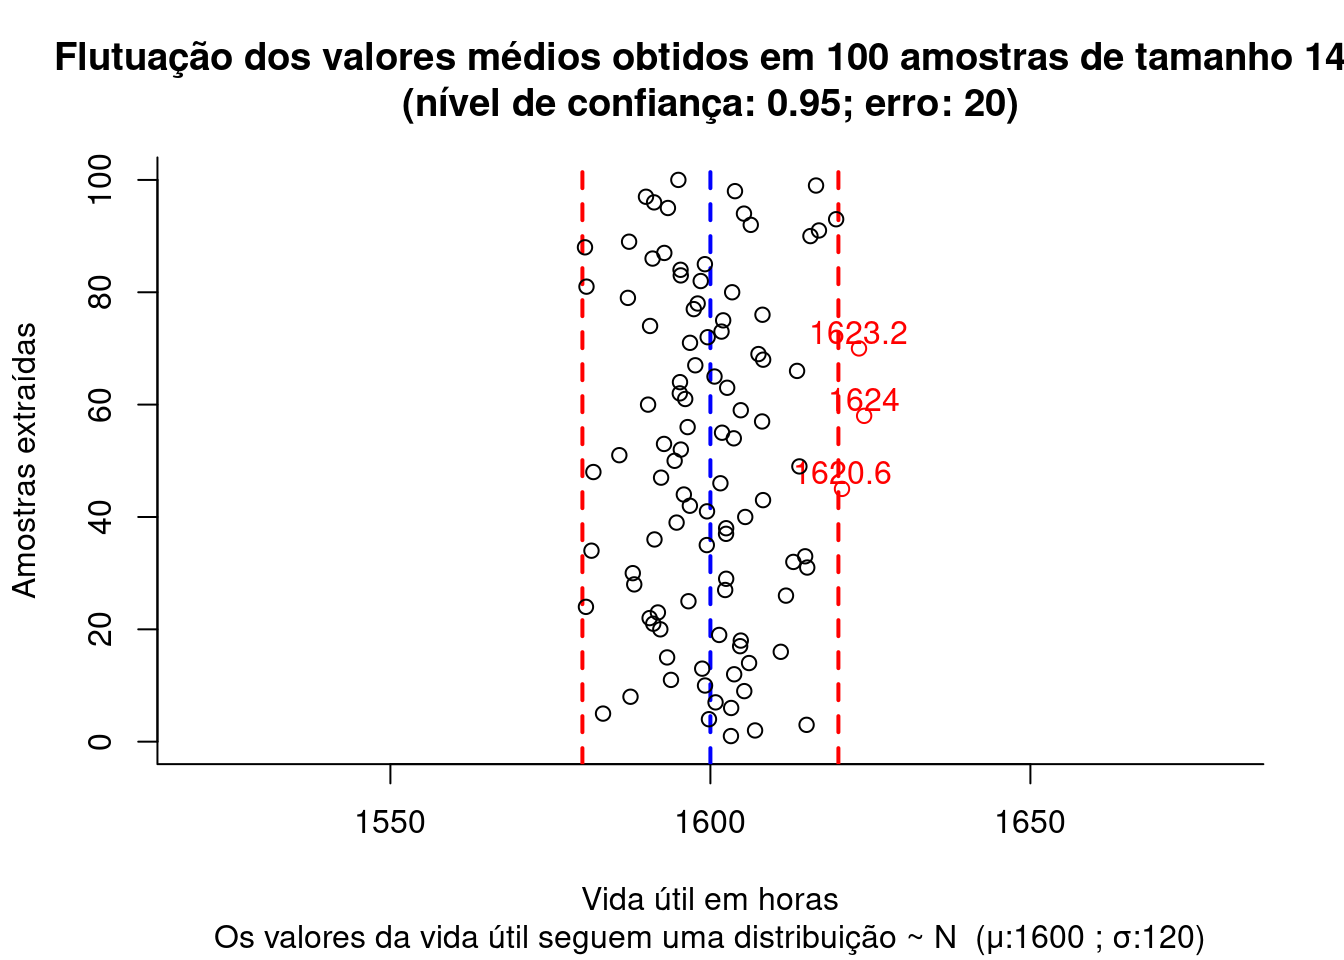 Flutuação dos valores médios obtidos em 100 amostras de tamanho 14
(nível de confiança: 0.95; erro: 20)
Amostras extraídas
100
80
60
40
20
0
1623.2
1624
1620.6
1550
1600
1650
Vida útil em horas
Os valores da vida útil seguem uma distribuição ~ N (μ:1600 ; σ:120)